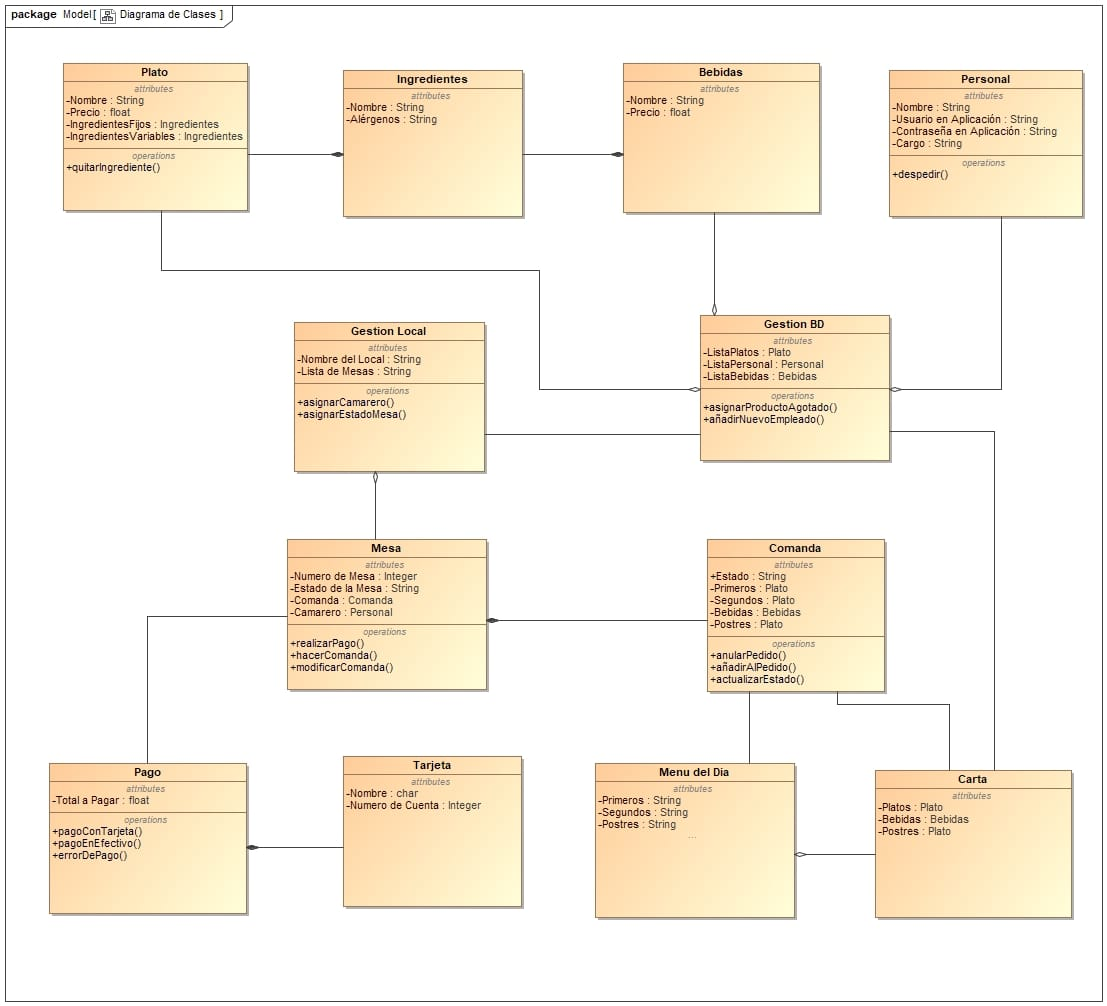 package Model[ Diagrama de Clases ]
Plato
attributes
-Nombre : String
-Precio : float
-IngredientesFijos : Ingredientes
-IngredientesVariables : Ingredientes
operations
+quitarIngrediente()
Ingredientes
attributes
-Nombre : String
-Alérgenos : String
Bebidas
attributes
-Nombre : String
-Precio : float
Personal
attributes
-Nombre : String
-Usuario en Aplicación : String
-Contraseña en Aplicación : String
-Cargo : String
operations
+despedir()
Gestion Local
attributes
-Nombre del Local : String
-Lista de Mesas : String
operations
+asignarCamarero()
+asignarEstadoMesa()
Gestion BD
attributes
-ListaPlatos : Plato
-ListaPersonal : Personal
-ListaBebidas : Bebidas
operations
+asignarProductoAgotado()
+añadirNuevoEmpleado()
Mesa
attributes
-Numero de Mesa : Integer
-Estado de la Mesa : String
-Comanda : Comanda
-Camarero : Personal
operations
+realizarPago()
+hacerComanda()
+modificarComanda()
Comanda
attributes
+Estado : String
-Primeros : Plato
-Segundos : Plato
-Bebidas : Bebidas
-Postres : Plato
operations
+anularPedido()
+añadirAlPedido()
+actualizarEstado()
Pago
attributes
-Total a Pagar : float
operations
+pagoConTarjeta()
+pagoEnEfectivo()
+errorDePago()
Tarjeta
attributes
-Nombre : char
-Numero de Cuenta : Integer
Menu del Dia
attributes
-Primeros : String
-Segundos : String
-Postres : String
...
Carta
attributes
-Platos : Plato
-Bebidas : Bebidas
-Postres : Plato